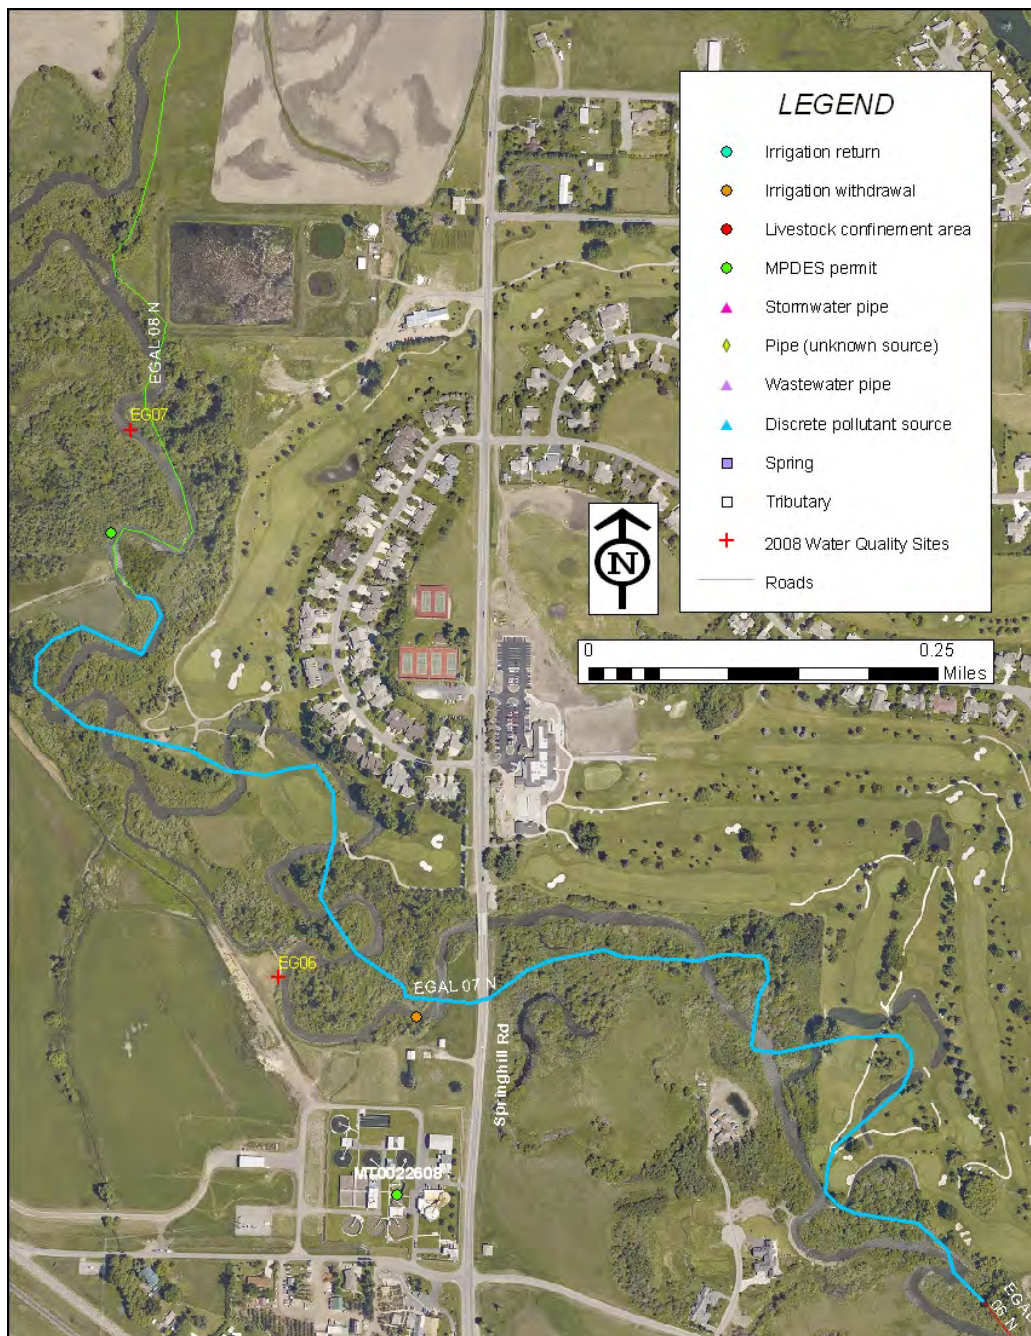 LEGEND
Irrigation return
Irrigation withdrawal
Livestock confinement area
MPDES permit
Stormwater pipe
Pipe (unknown source)
Wastewater pipe
Discrete pollutant source
Spring
Tributary
2008 Water Quality Sites
Roads
N
0 0.25
Miles
EGAL 08 N
EG07
EG06
EGAL 07 N
Springhill Rd
MT0022608
EGAL
06 N